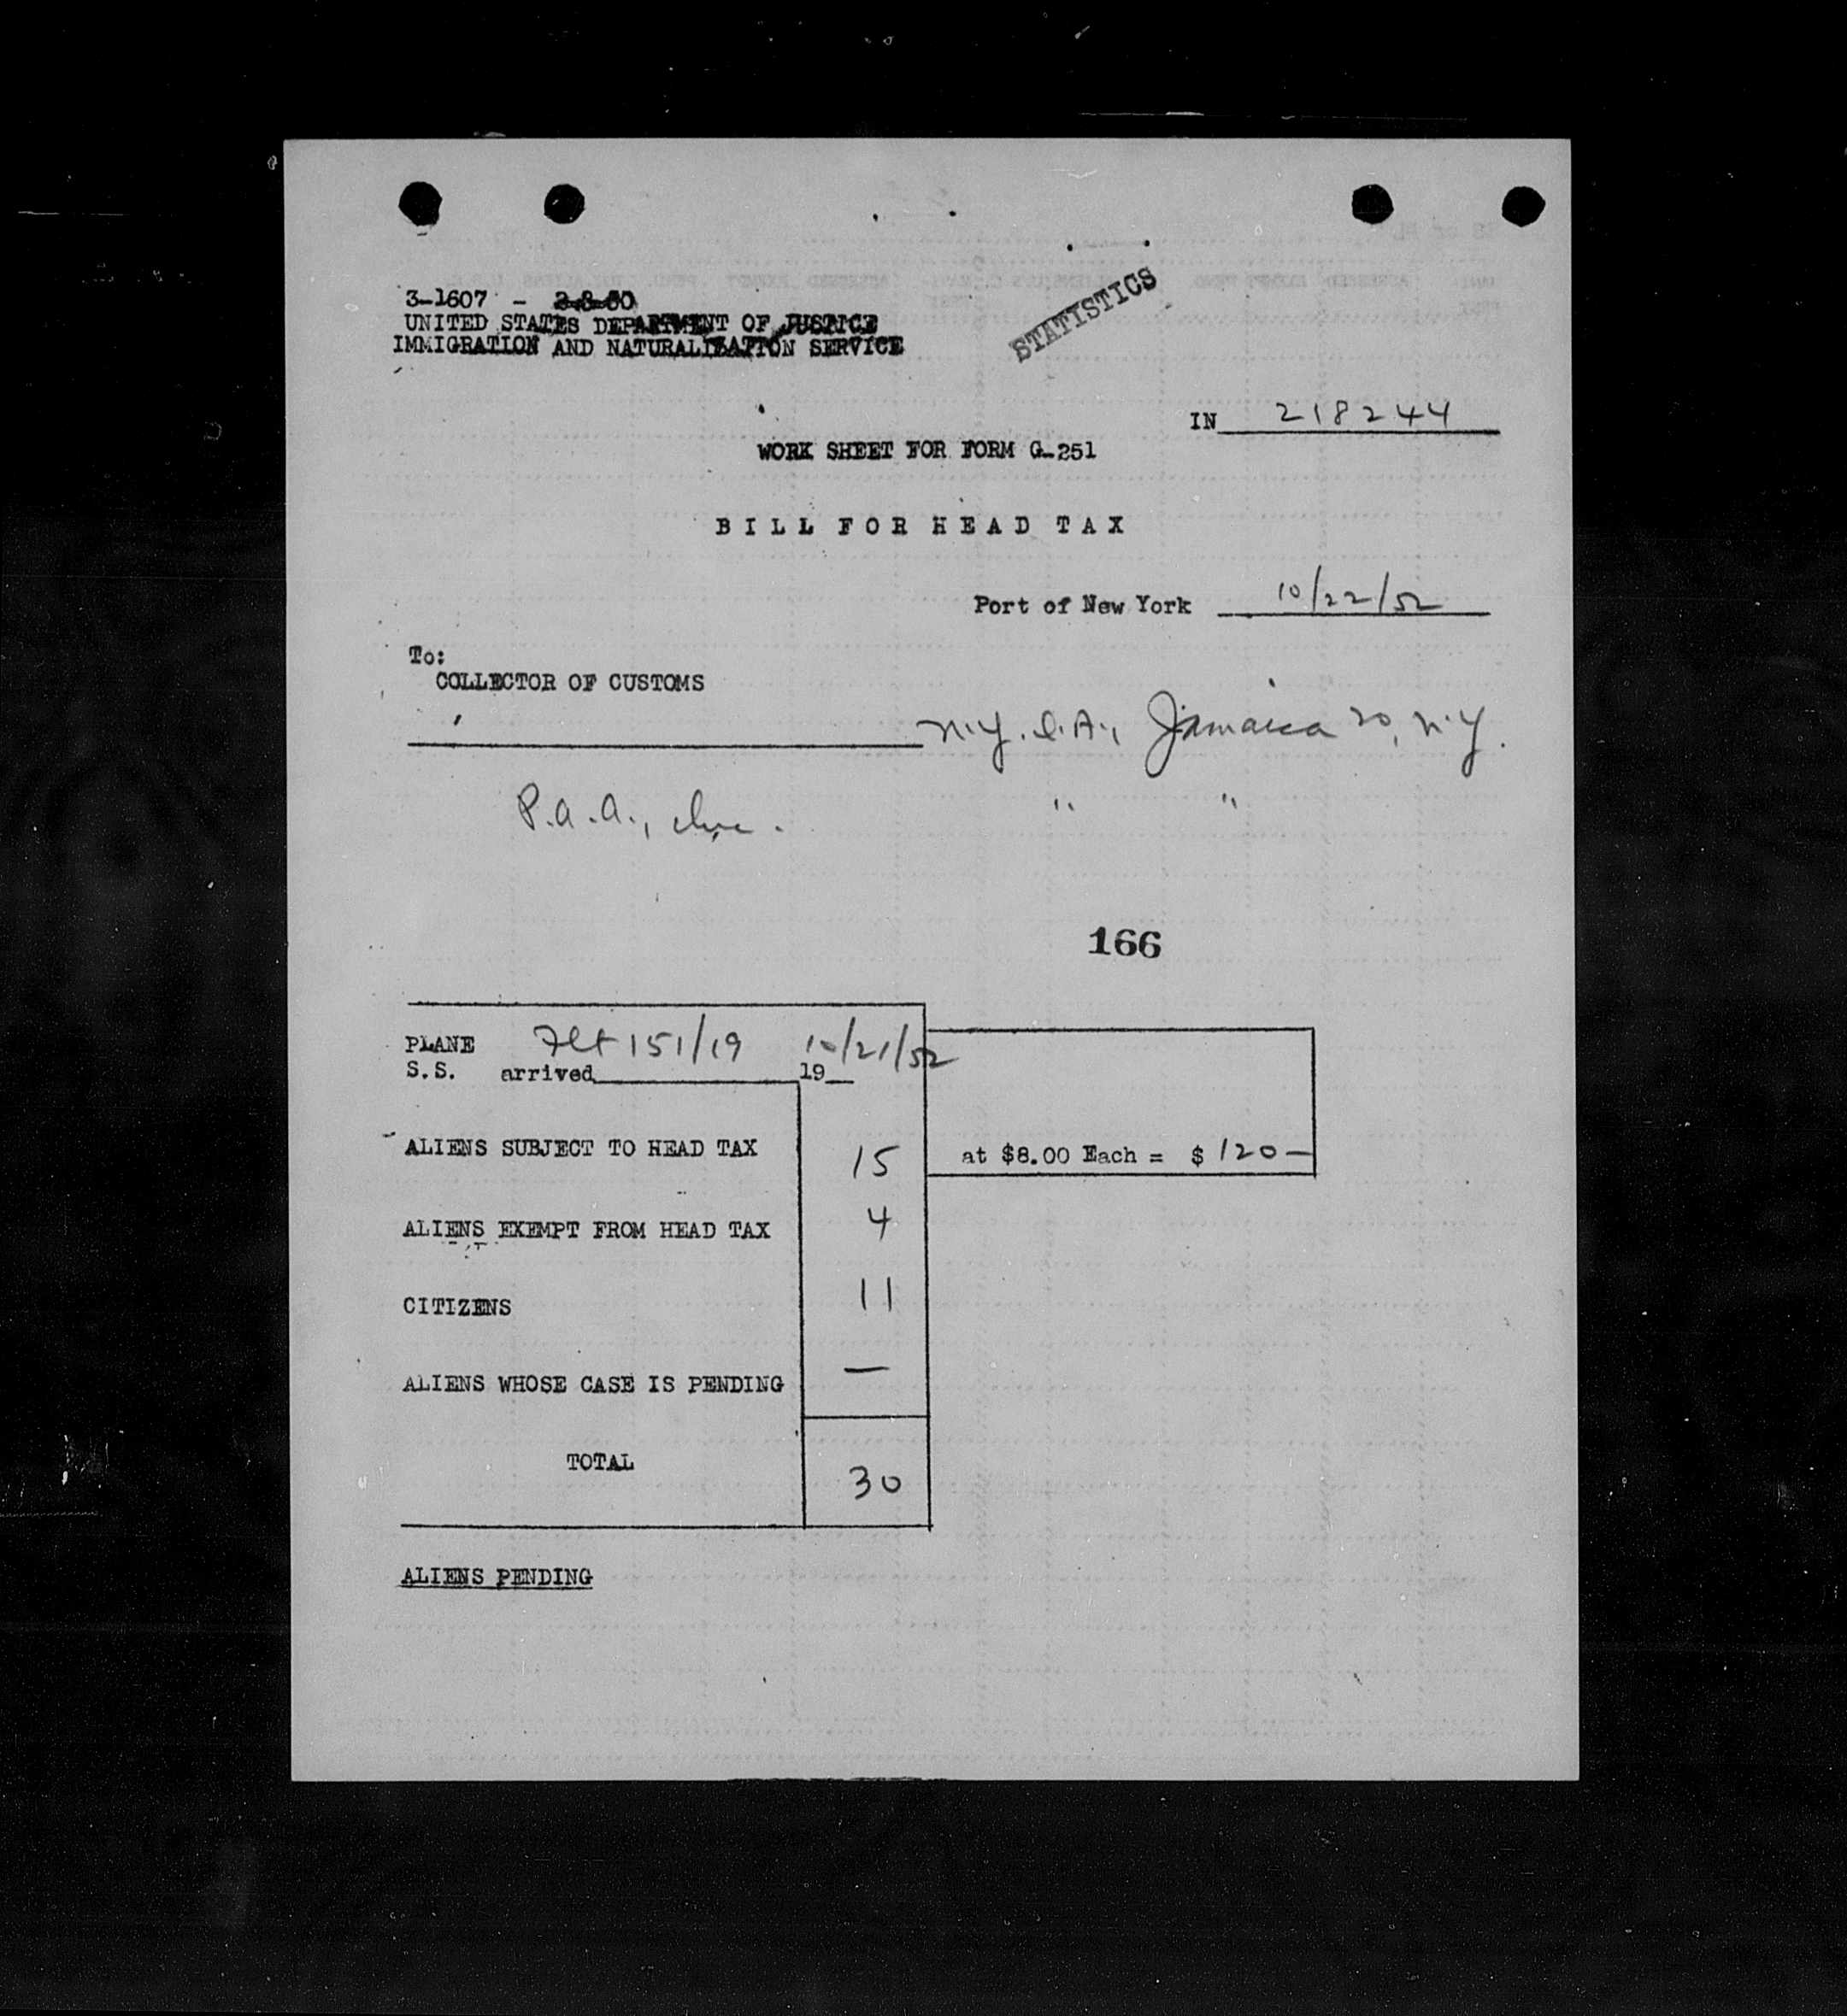 3-1607 - 2-8-50
UNITED STATES DEPARTMENT OF JUSTICE
IMMIGRATION AND NATURALIZATION SERVICE
STATISTICS
IN 218244
WORK SHEET FOR FORM G-251
BILL FOR HEAD TAX
Port of New York 10/22/52
To:
COLLECTOR OF CUSTOMS
N.Y. I.A., Jamaica 20, N.Y.
P.A.A., Inc. " "
166
PLANE Flt 151/19 10/21/52
S.S. arrived 19
ALIENS SUBJECT TO HEAD TAX 15 at $8.00 Each = $ 120—
ALIENS EXEMPT FROM HEAD TAX 4
CITIZENS 11
ALIENS WHOSE CASE IS PENDING —
TOTAL 30
ALIENS PENDING